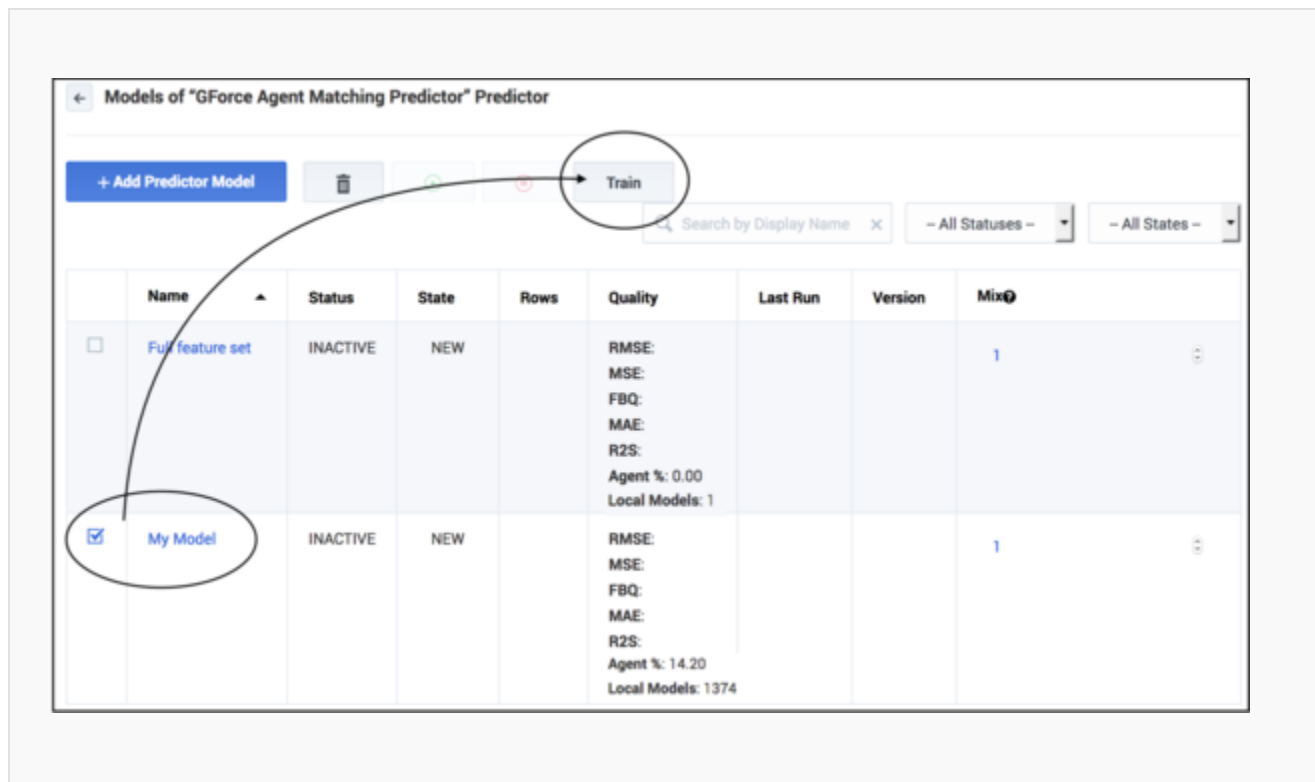 ← Models of “GForce Agent Matching Predictor” Predictor
+ Add Predictor Model Train
Search by Display Name × – All Statuses – – All States –
Name Status State Rows Quality Last Run Version Mix
Full feature set INACTIVE NEW RMSE: 1
MSE:
FBQ:
MAE:
R2S:
Agent %: 0.00
Local Models: 1
My Model INACTIVE NEW RMSE: 1
MSE:
FBQ:
MAE:
R2S:
Agent %: 14.20
Local Models: 1374